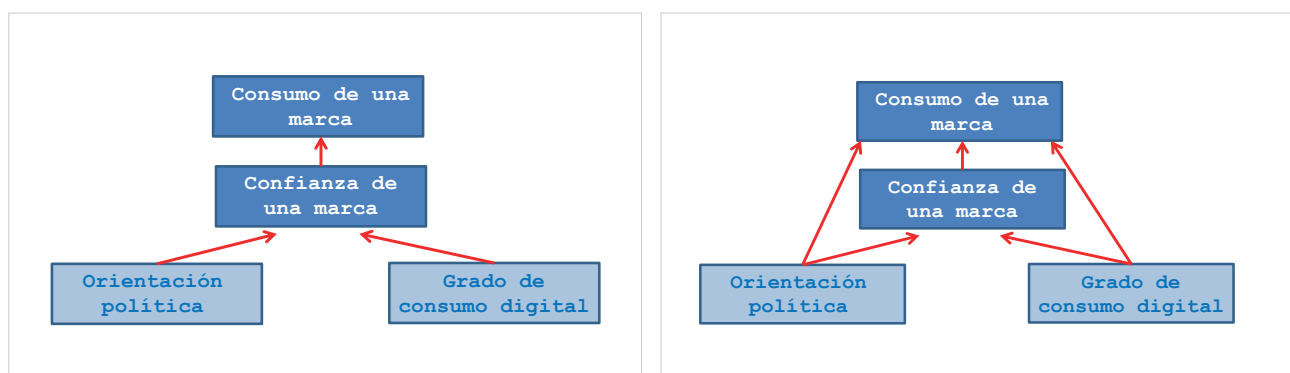 Consumo de una
marca
Confianza de
una marca
Orientación
política
Grado de
consumo digital
Consumo de una
marca
Confianza de
una marca
Orientación
política
Grado de
consumo digital